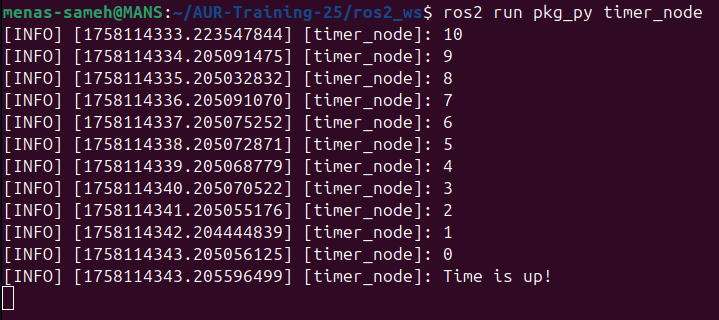 menas-sameh@MANS:~/AUR-Training-25/ros2_ws$ ros2 run pkg_py timer_node
[INFO] [1758114333.223547844] [timer_node]: 10
[INFO] [1758114334.205091475] [timer_node]: 9
[INFO] [1758114335.205032832] [timer_node]: 8
[INFO] [1758114336.205091070] [timer_node]: 7
[INFO] [1758114337.205075252] [timer_node]: 6
[INFO] [1758114338.205072871] [timer_node]: 5
[INFO] [1758114339.205068779] [timer_node]: 4
[INFO] [1758114340.205070522] [timer_node]: 3
[INFO] [1758114341.205055176] [timer_node]: 2
[INFO] [1758114342.204444839] [timer_node]: 1
[INFO] [1758114343.205056125] [timer_node]: 0
[INFO] [1758114343.205596499] [timer_node]: Time is up!